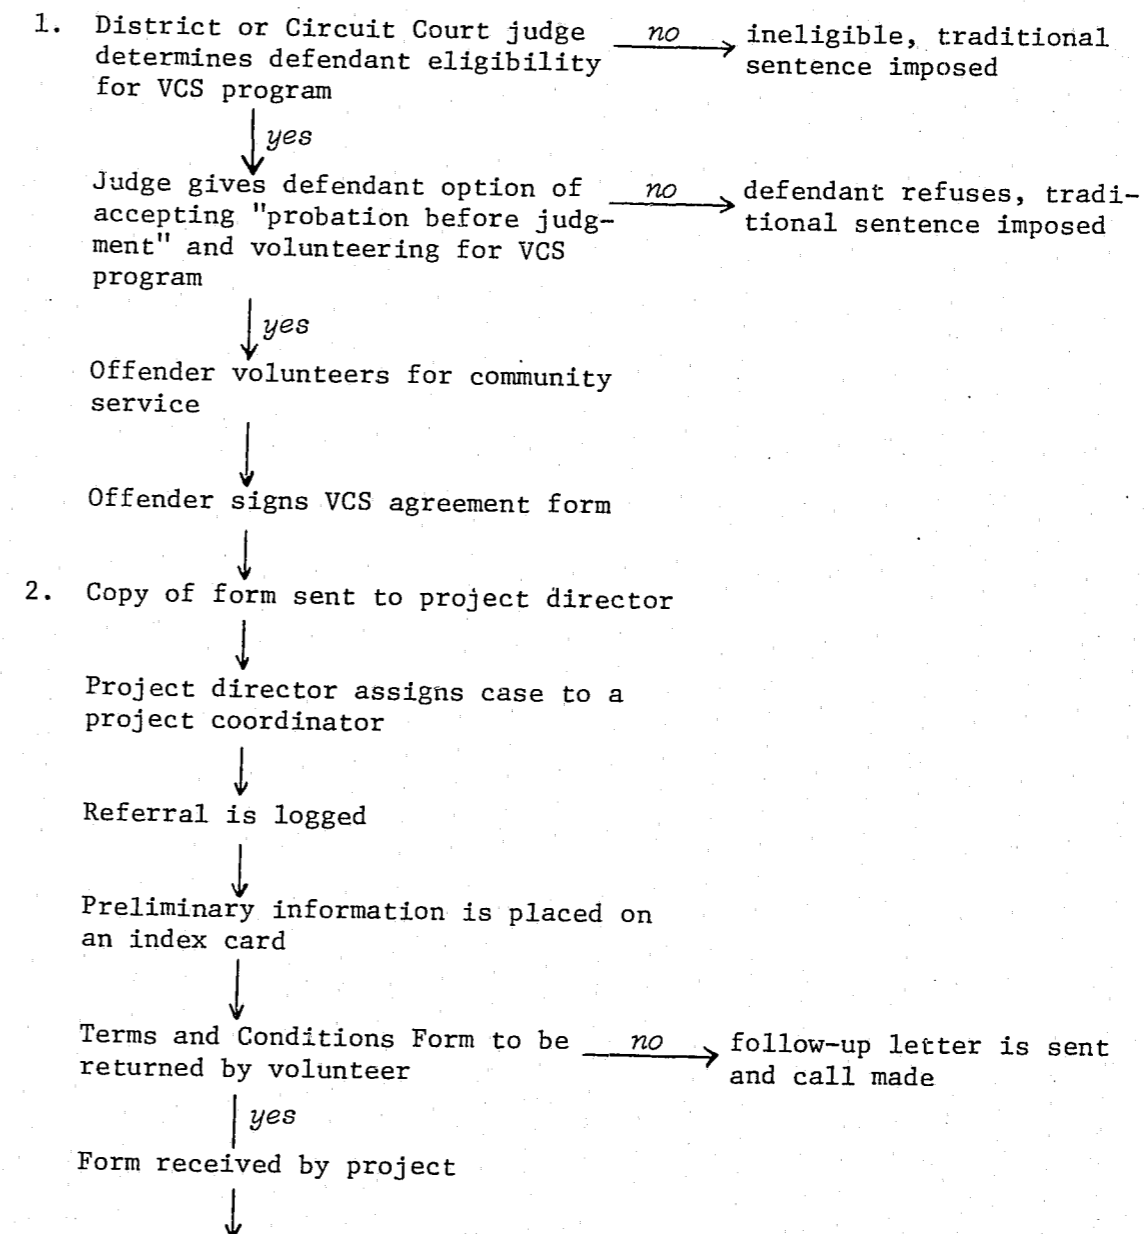 1. District or Circuit Court judge no ineligible, traditional
determines defendant eligibility sentence imposed
for VCS program
yes
Judge gives defendant option of no defendant refuses, tradi-
accepting "probation before judg- tional sentence imposed
ment" and volunteering for VCS
program
yes
Offender volunteers for community
service
Offender signs VCS agreement form
2. Copy of form sent to project director
Project director assigns case to a
project coordinator
Referral is logged
Preliminary information is placed on
an index card
Terms and Conditions Form to be no follow-up letter is sent
returned by volunteer and call made
yes
Form received by project